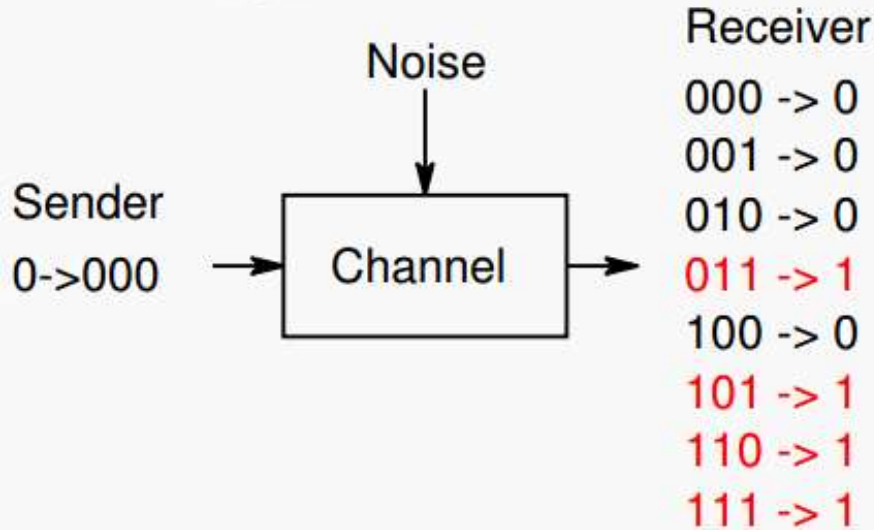 Noise
Sender
0->000
Channel
Receiver
000 -> 0
001 -> 0
010 -> 0
011 -> 1
100 -> 0
101 -> 1
110 -> 1
111 -> 1